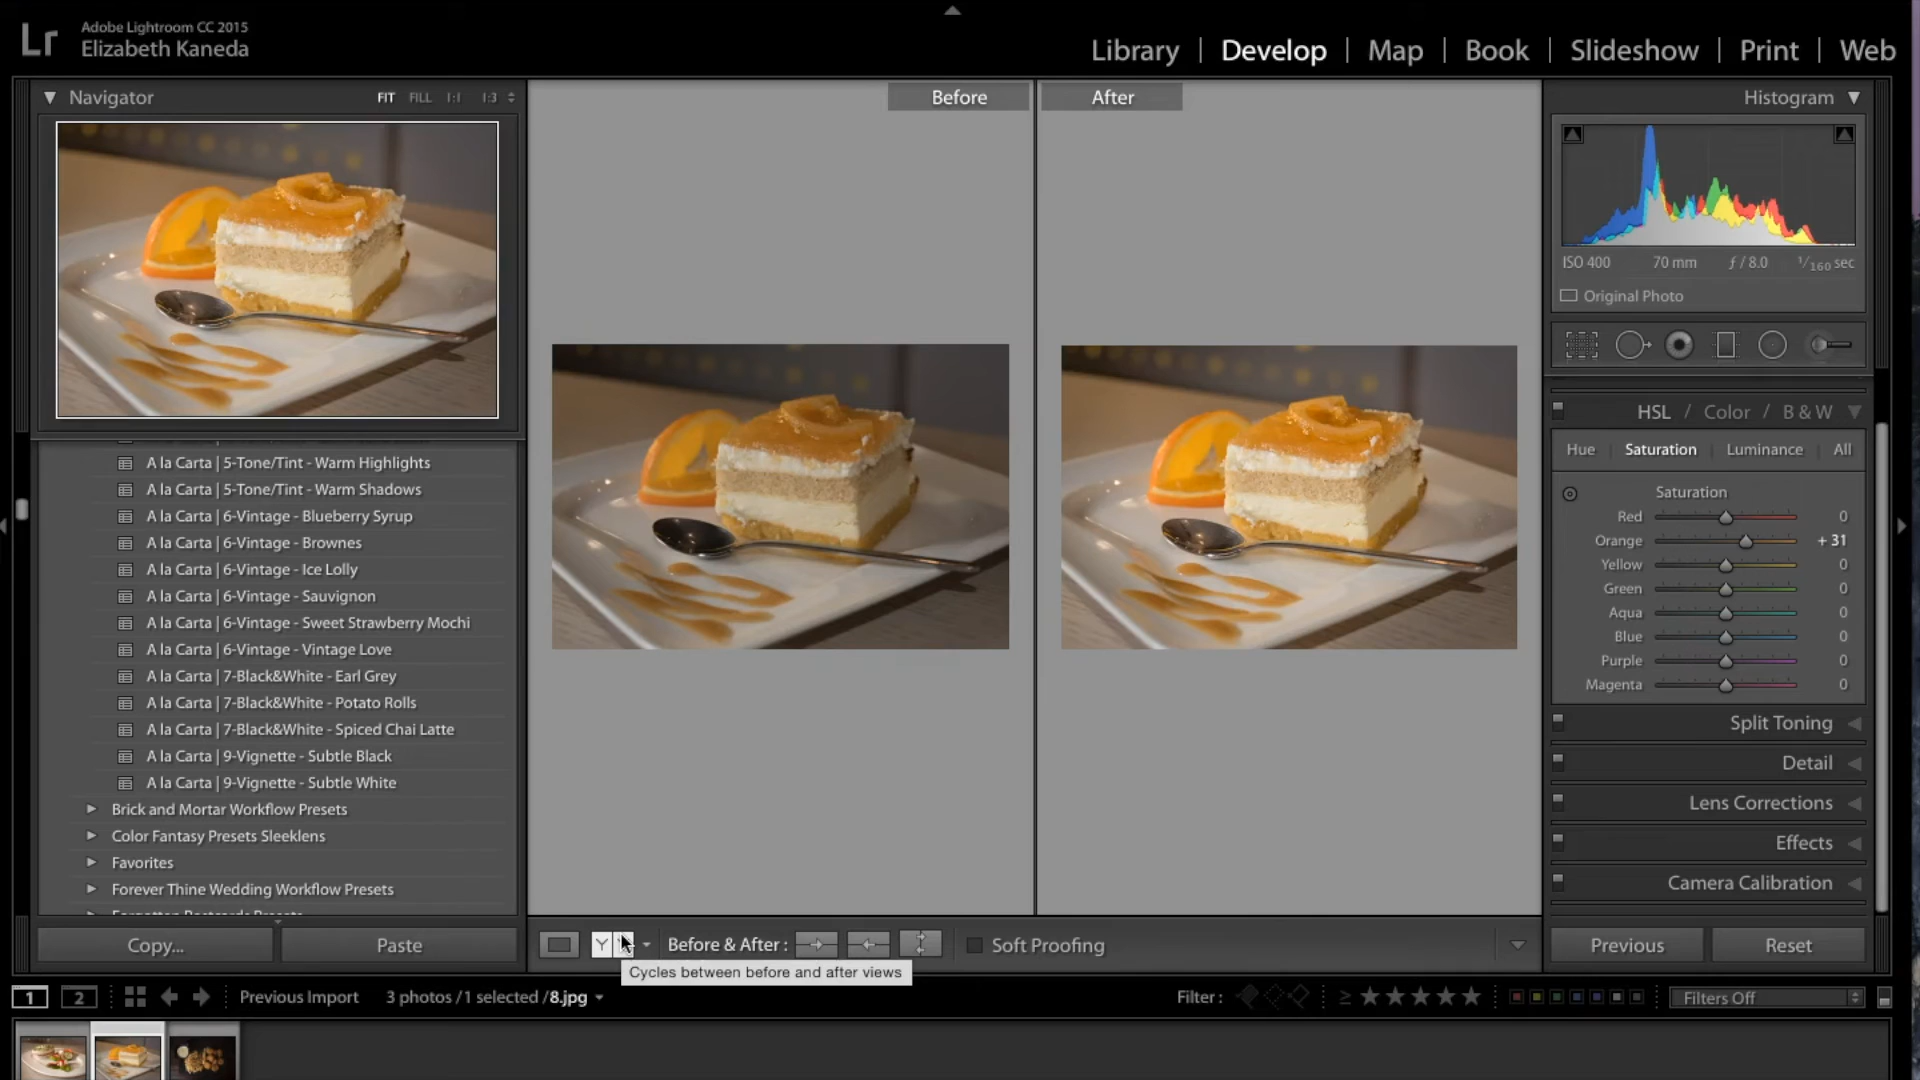 Lr
Adobe Lightroom CC 2015
Elizabeth Kaneda
Library | Develop | Map | Book | Slideshow | Print | Web
Navigator
FIT FILL 1:1 1:3
Before
After
Histogram
ISO 400 70 mm ƒ / 8.0 1/160 sec
Original Photo
HSL / Color / B & W
Hue Saturation Luminance All
Saturation
Red 0
Orange + 31
Yellow 0
Green 0
Aqua 0
Blue 0
Purple 0
Magenta 0
Split Toning
Detail
Lens Corrections
Effects
Camera Calibration
Previous
Reset
A la Carta | 5-Tone/Tint - Warm Highlights
A la Carta | 5-Tone/Tint - Warm Shadows
A la Carta | 6-Vintage - Blueberry Syrup
A la Carta | 6-Vintage - Brownes
A la Carta | 6-Vintage - Ice Lolly
A la Carta | 6-Vintage - Sauvignon
A la Carta | 6-Vintage - Sweet Strawberry Mochi
A la Carta | 6-Vintage - Vintage Love
A la Carta | 7-Black&White - Earl Grey
A la Carta | 7-Black&White - Potato Rolls
A la Carta | 7-Black&White - Spiced Chai Latte
A la Carta | 9-Vignette - Subtle Black
A la Carta | 9-Vignette - Subtle White
Brick and Mortar Workflow Presets
Color Fantasy Presets Sleeklens
Favorites
Forever Thine Wedding Workflow Presets
Copy...
Paste
Y
Before & After :
Soft Proofing
Cycles between before and after views
1
2
Previous Import
3 photos / 1 selected / 8.jpg
Filter :
≥
Filters Off